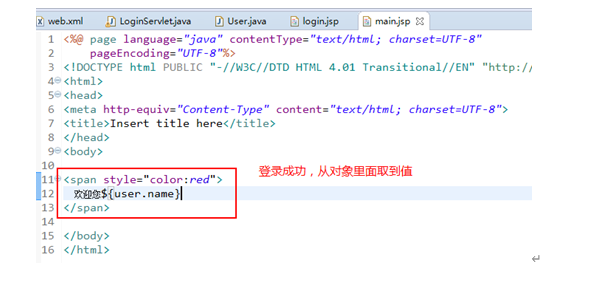 web.xml LoginServlet.java User.java login.jsp main.jsp
1 <%@ page language="java" contentType="text/html; charset=UTF-8"
2 pageEncoding="UTF-8"%>
3 <!DOCTYPE html PUBLIC "-//W3C//DTD HTML 4.01 Transitional//EN" "http://
4 <html>
5 <head>
6 <meta http-equiv="Content-Type" content="text/html; charset=UTF-8">
7 <title>Insert title here</title>
8 </head>
9 <body>
10
11 <span style="color:red"> 登录成功，从对象里面取到值
12 欢迎您${user.name}
13 </span>
14
15 </body>
16 </html>